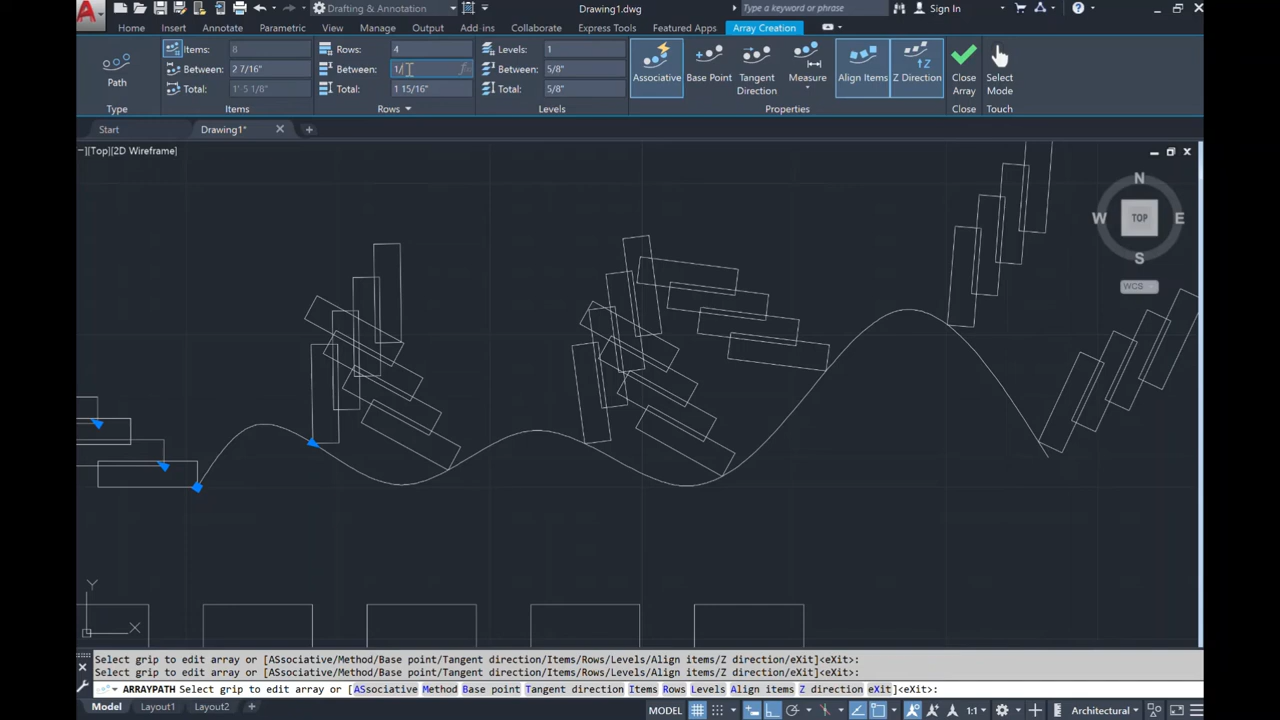 Drafting & Annotation
Drawing1.dwg
Type a keyword or phrase
Sign In
Home Insert Annotate Parametric View Manage Output Add-ins Collaborate Express Tools Featured Apps Array Creation
Items: 8 Rows: 4 Levels: 1
Between: 2 7/16" Between: 1/ Between: 5/8"
Total: 1'-5 1/8" Total: 1 15/16" Total: 5/8"
Path Associative Base Point Tangent Direction Measure Align Items Z Direction Close Array Select Mode
Type Items Rows Levels Properties Close Touch
Start Drawing1*
−][Top][2D Wireframe]
N
W TOP E
S
WCS
Y
X
Select grip to edit array or [ASsociative/Method/Base point/Tangent direction/Items/Rows/Levels/Align items/Z direction/eXit]<eXit>:
Select grip to edit array or [ASsociative/Method/Base point/Tangent direction/Items/Rows/Levels/Align items/Z direction/eXit]<eXit>:
ARRAYPATH Select grip to edit array or [ASsociative Method Base point Tangent direction Items Rows Levels Align items Z direction eXit]<eXit>:
Model Layout1 Layout2 +
MODEL 1:1 Architectural